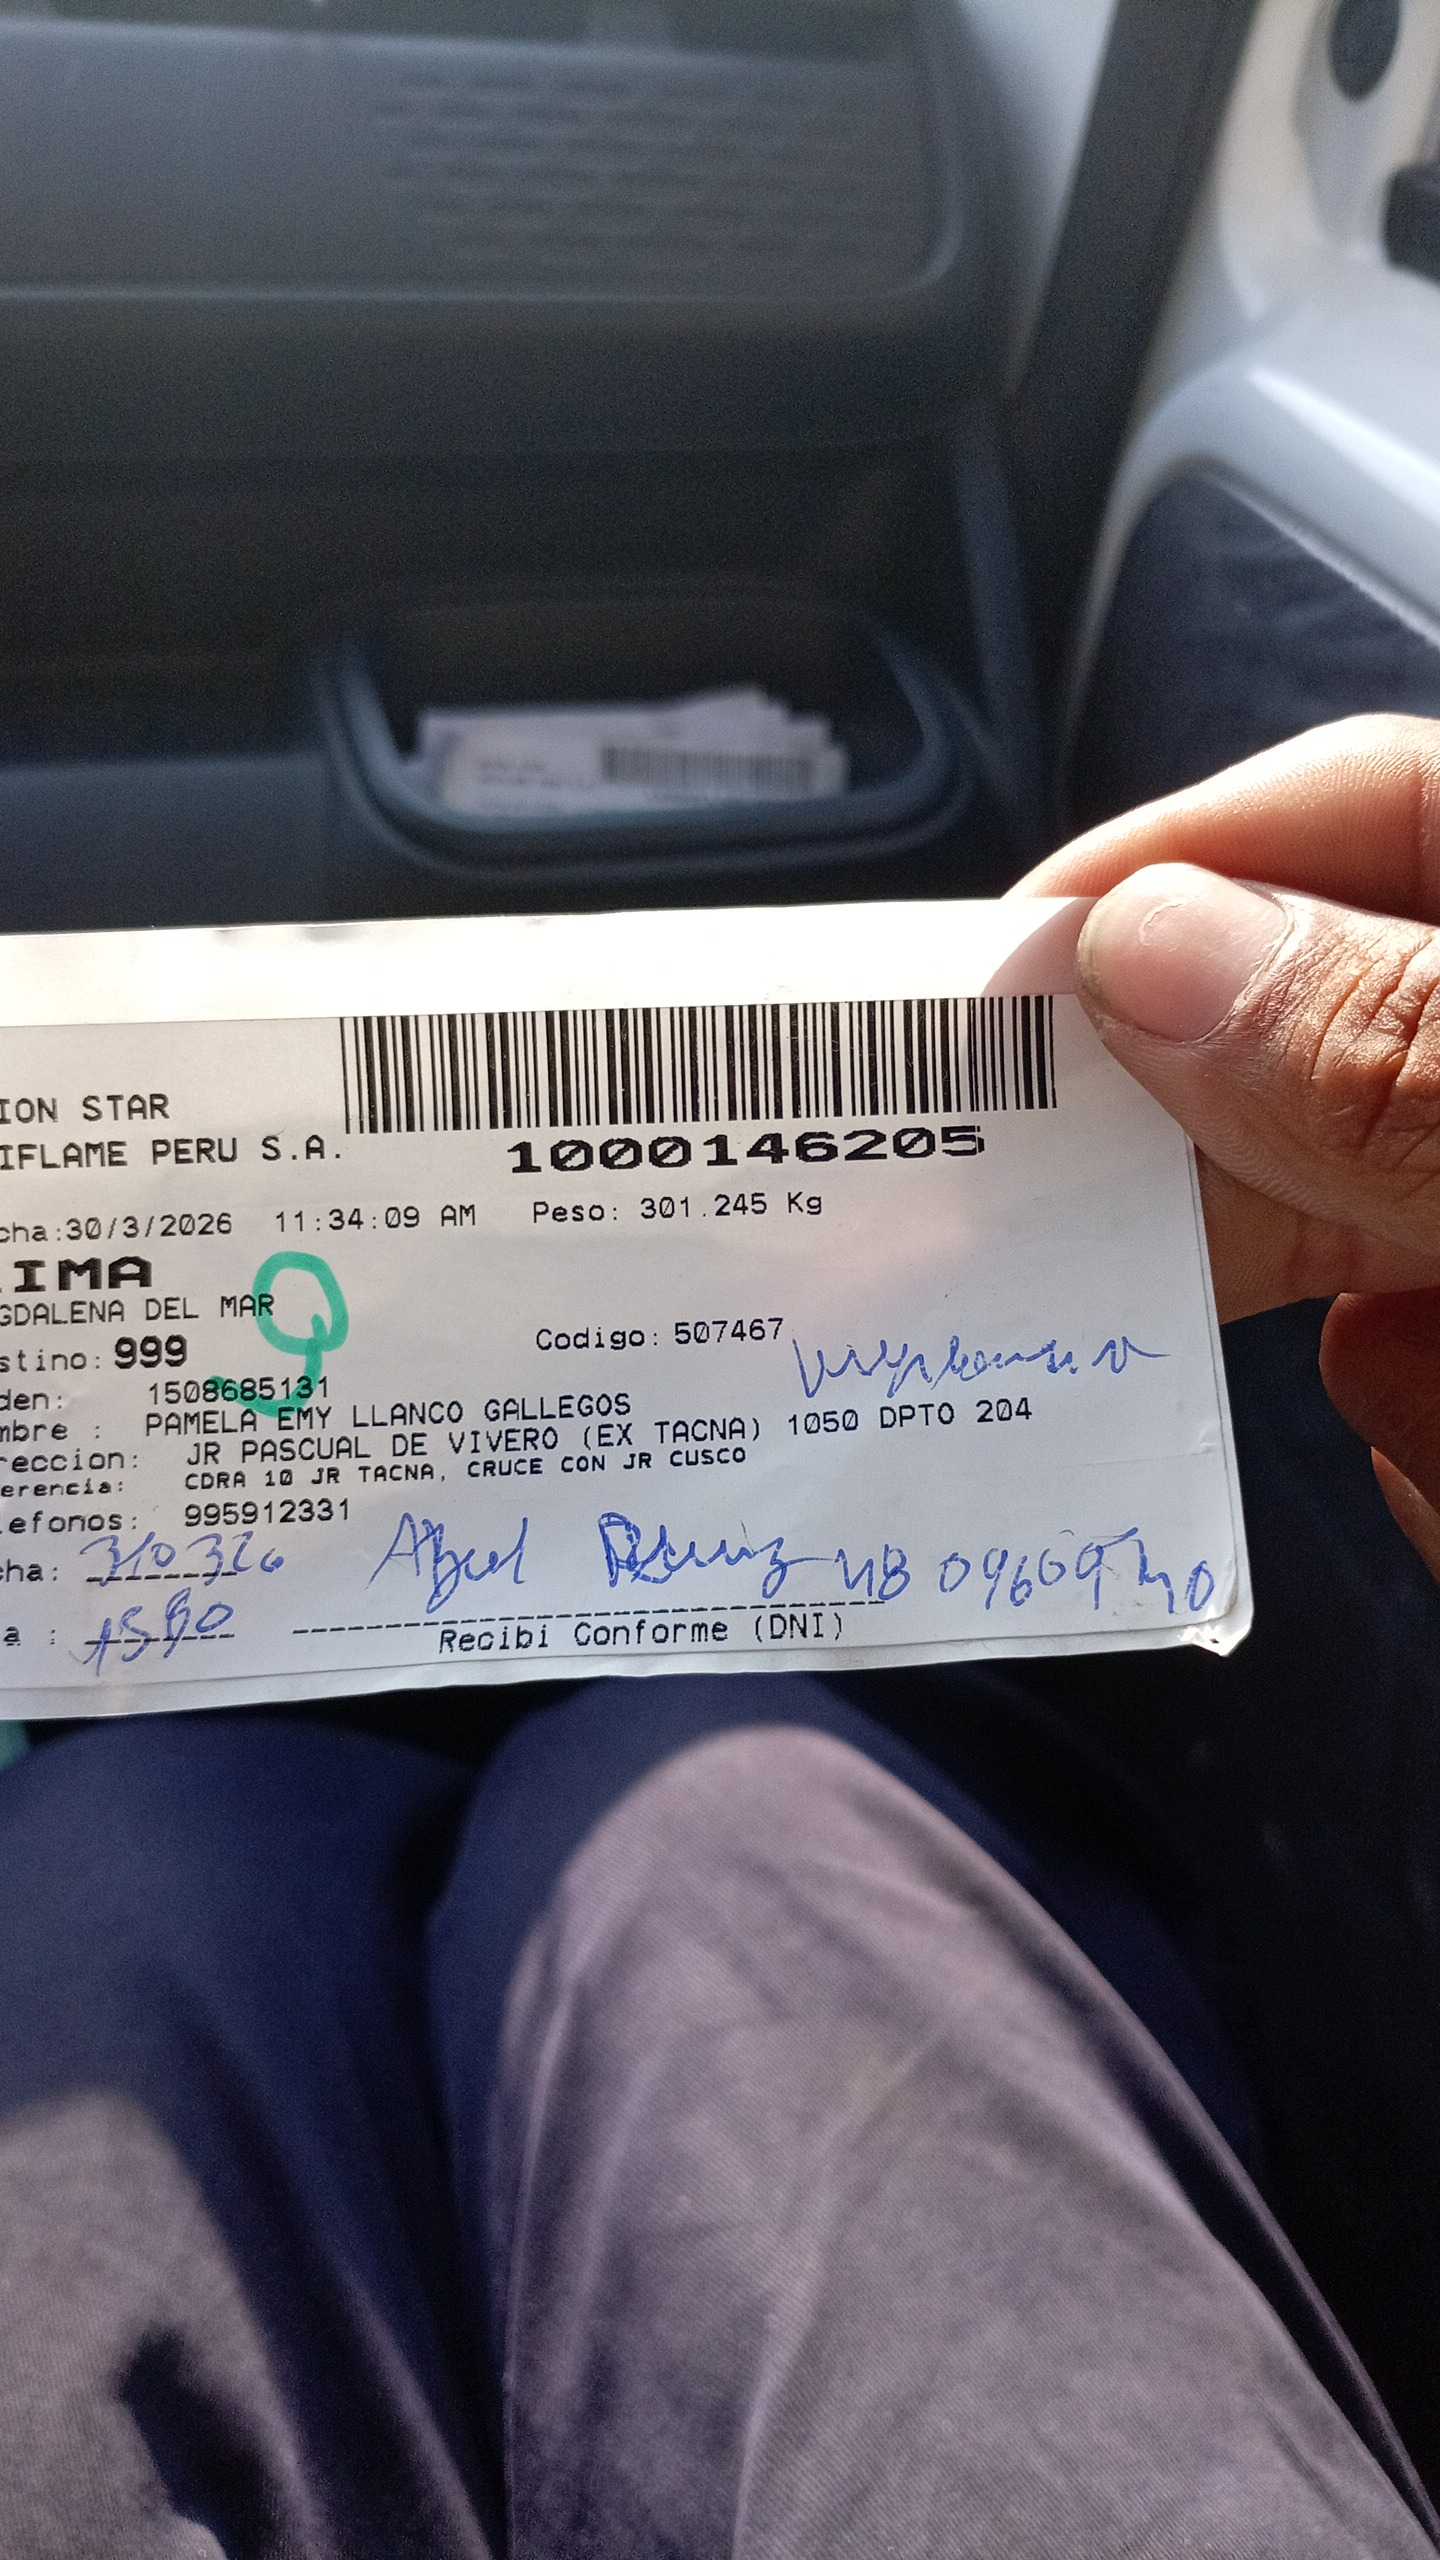 ION STAR
IFLAME PERU S.A.
1000146205
cha:30/3/2026 11:34:09 AM Peso: 301.245 Kg
IMA
GDALENA DEL MAR
stino: 999 Codigo: 507467
den: 1508685131
mbre : PAMELA EMY LLANCO GALLEGOS
reccion: JR PASCUAL DE VIVERO (EX TACNA) 1050 DPTO 204
erencia: CDRA 10 JR TACNA, CRUCE CON JR CUSCO
efonos: 995912331
ha:
a :
Recibi Conforme (DNI)